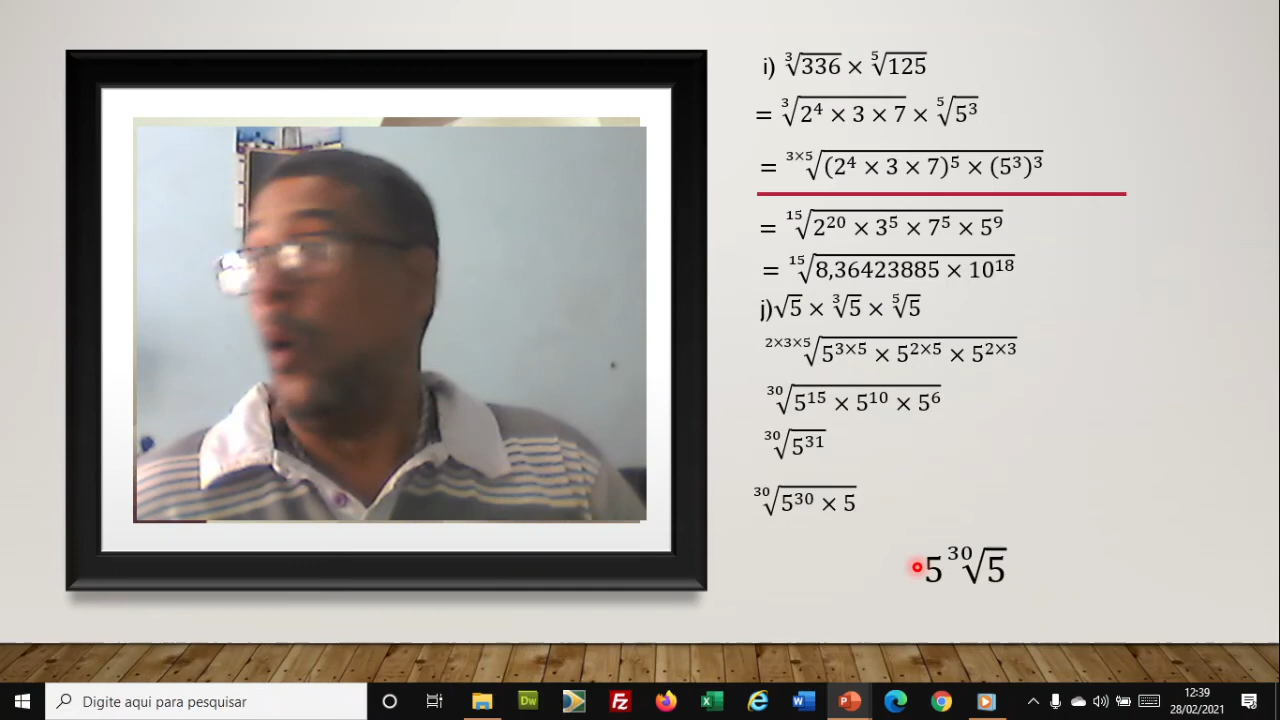 i) ∛336 × ⁵√125
= ∛(2⁴ × 3 × 7) × ⁵√(5³)
= ³ˣ⁵√((2⁴ × 3 × 7)⁵ × (5³)³)
= ¹⁵√(2²⁰ × 3⁵ × 7⁵ × 5⁹)
= ¹⁵√(8,36423885 × 10¹⁸)
j) √5 × ∛5 × ⁵√5
²ˣ³ˣ⁵√(5³ˣ⁵ × 5²ˣ⁵ × 5²ˣ³)
³⁰√(5¹⁵ × 5¹⁰ × 5⁶)
³⁰√(5³¹)
³⁰√(5³⁰ × 5)
5 ³⁰√5
Digite aqui para pesquisar
Dw
Fz
12:39
28/02/2021